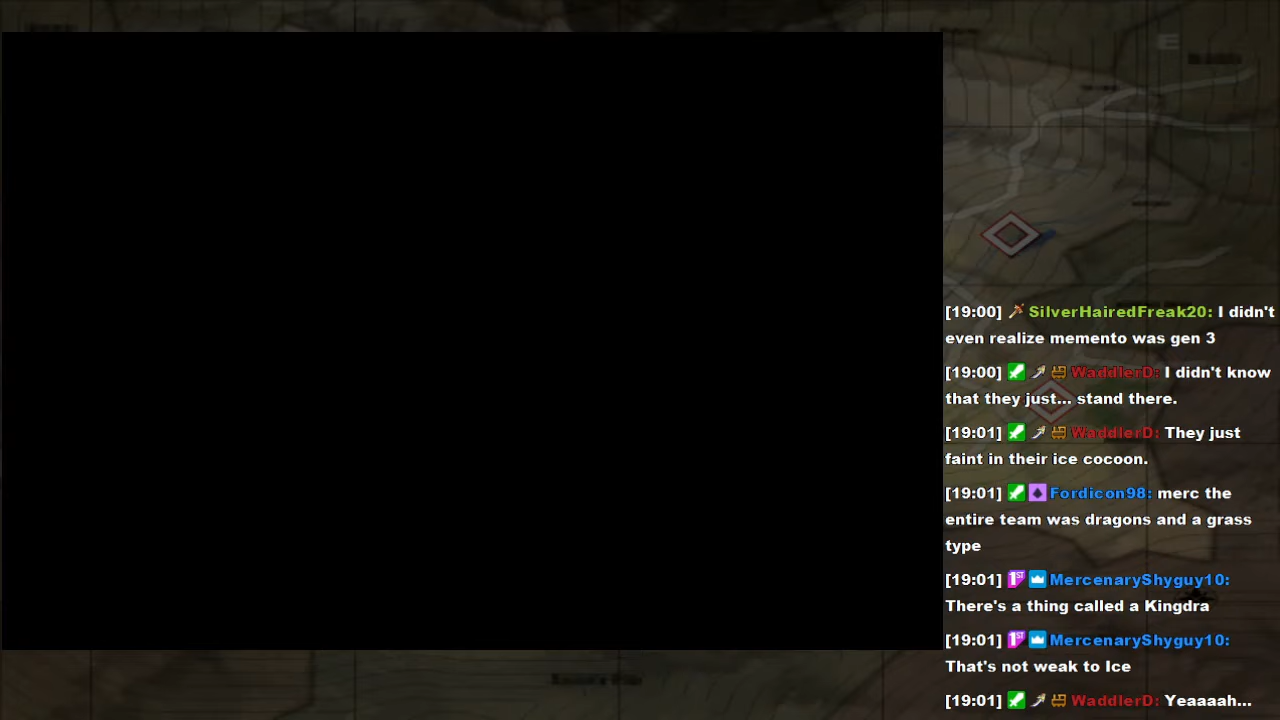 [19:00] SilverHairedFreak20: I didn't
even realize memento was gen 3
[19:00] WaddlerD: I didn't know
that they just... stand there.
[19:01] WaddlerD: They just
faint in their ice cocoon.
[19:01] Fordicon98: merc the
entire team was dragons and a grass
type
[19:01] 1ST MercenaryShyguy10:
There's a thing called a Kingdra
[19:01] 1ST MercenaryShyguy10:
That's not weak to Ice
[19:01] WaddlerD: Yeaaaah...